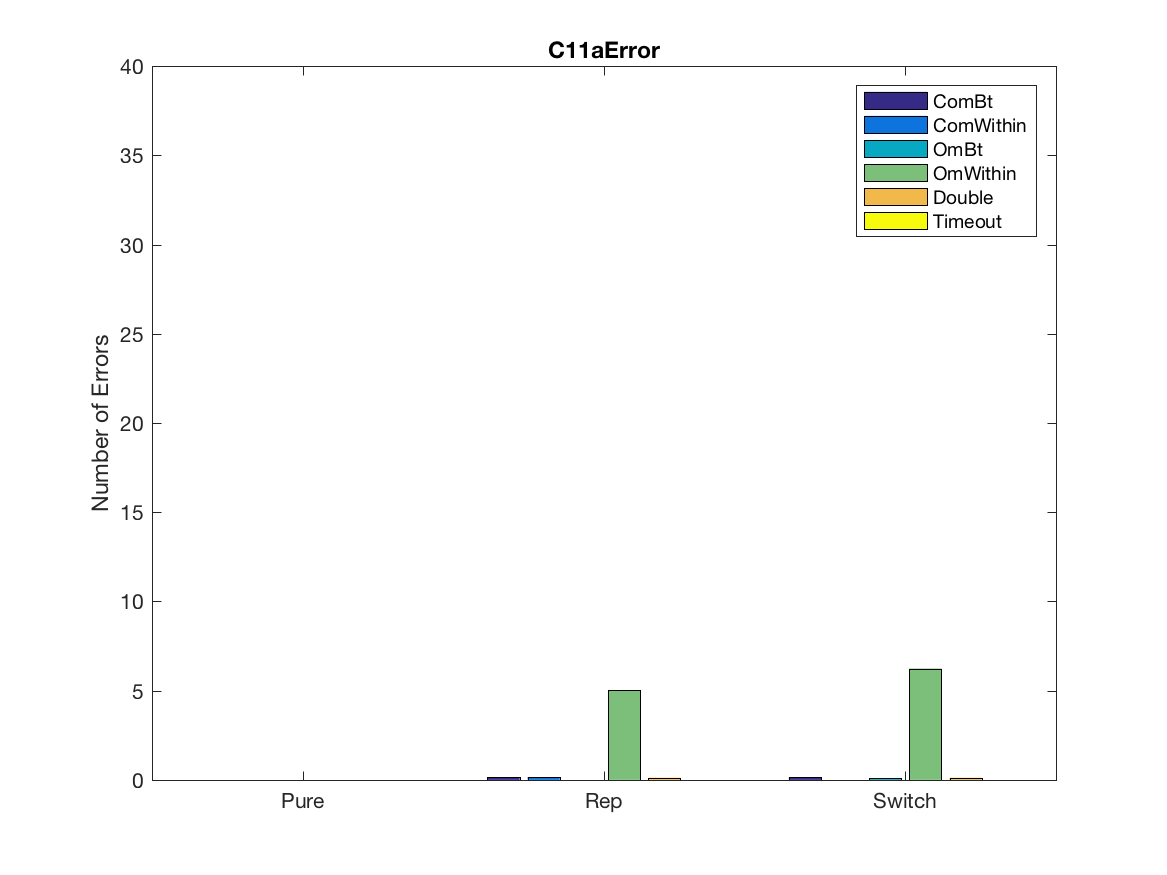 C11aError
40
35
30
25
20
15
10
5
0
Number of Errors
ComBt
ComWithin
OmBt
OmWithin
Double
Timeout
Pure
Rep
Switch